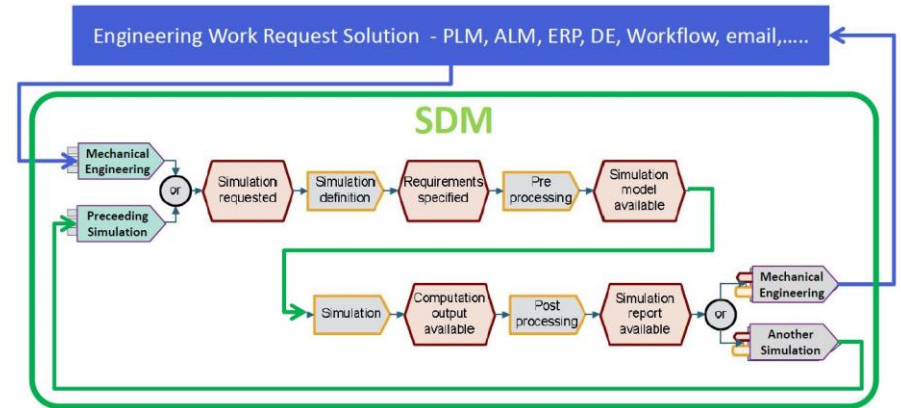 Engineering Work Request Solution - PLM, ALM, ERP, DE, Workflow, email,.....
SDM
Mechanical
Engineering
Preceeding
Simulation
or
Simulation
requested
Simulation
definition
Requirements
specified
Pre
processing
Simulation
model
available
Simulation
Computation
output
available
Post
processing
Simulation
report
available
or
Mechanical
Engineering
Another
Simulation